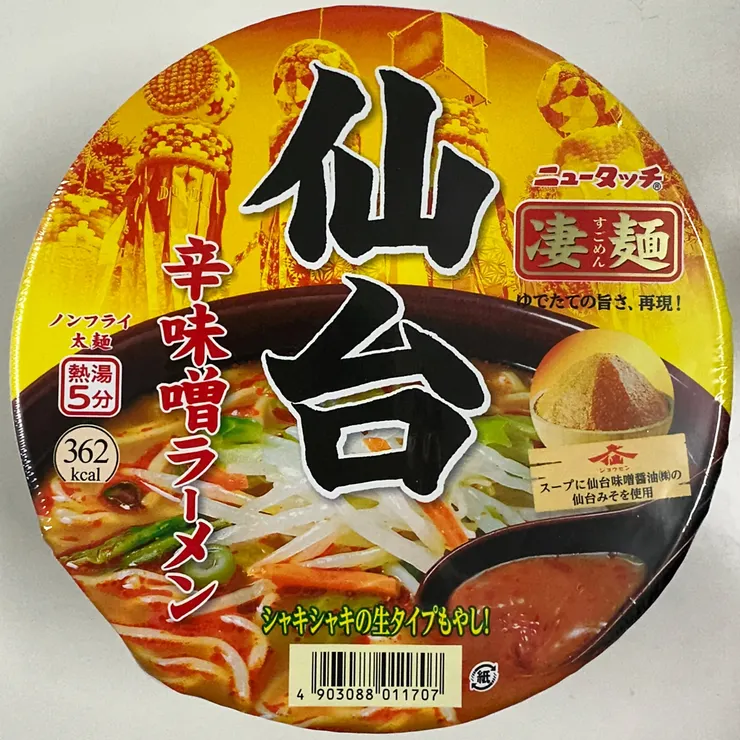 仙台
辛味噌ラーメン
ニュータッチ®
凄麺
すごめん
ゆでたての旨さ、再現!
ノンフライ
太麺
熱湯
5分
362
kcal
仙
ジョウセン
スープに仙台味噌醤油㈱の
仙台みそを使用
シャキシャキの生タイプもやし!
4 903088 011707
紙